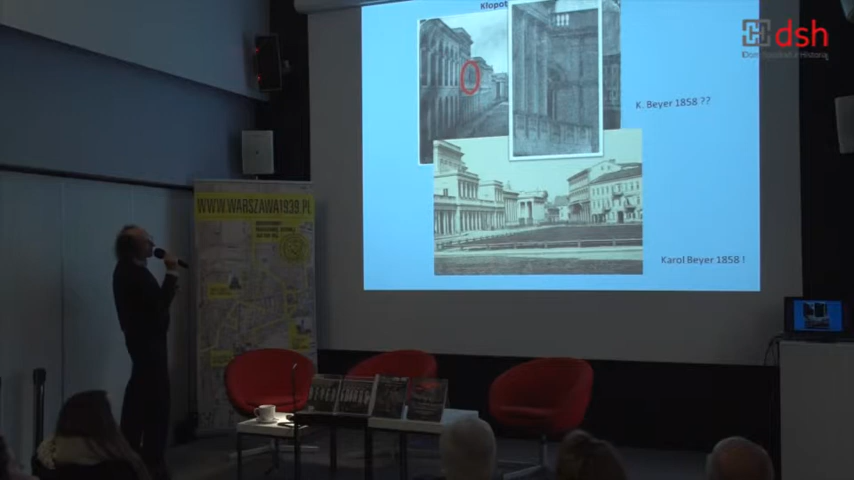 Kłopot
dsh
Dom Spotkań z Historią
K. Beyer 1858 ??
WWW.WARSZAWA1939.PL
Karol Beyer 1858 !